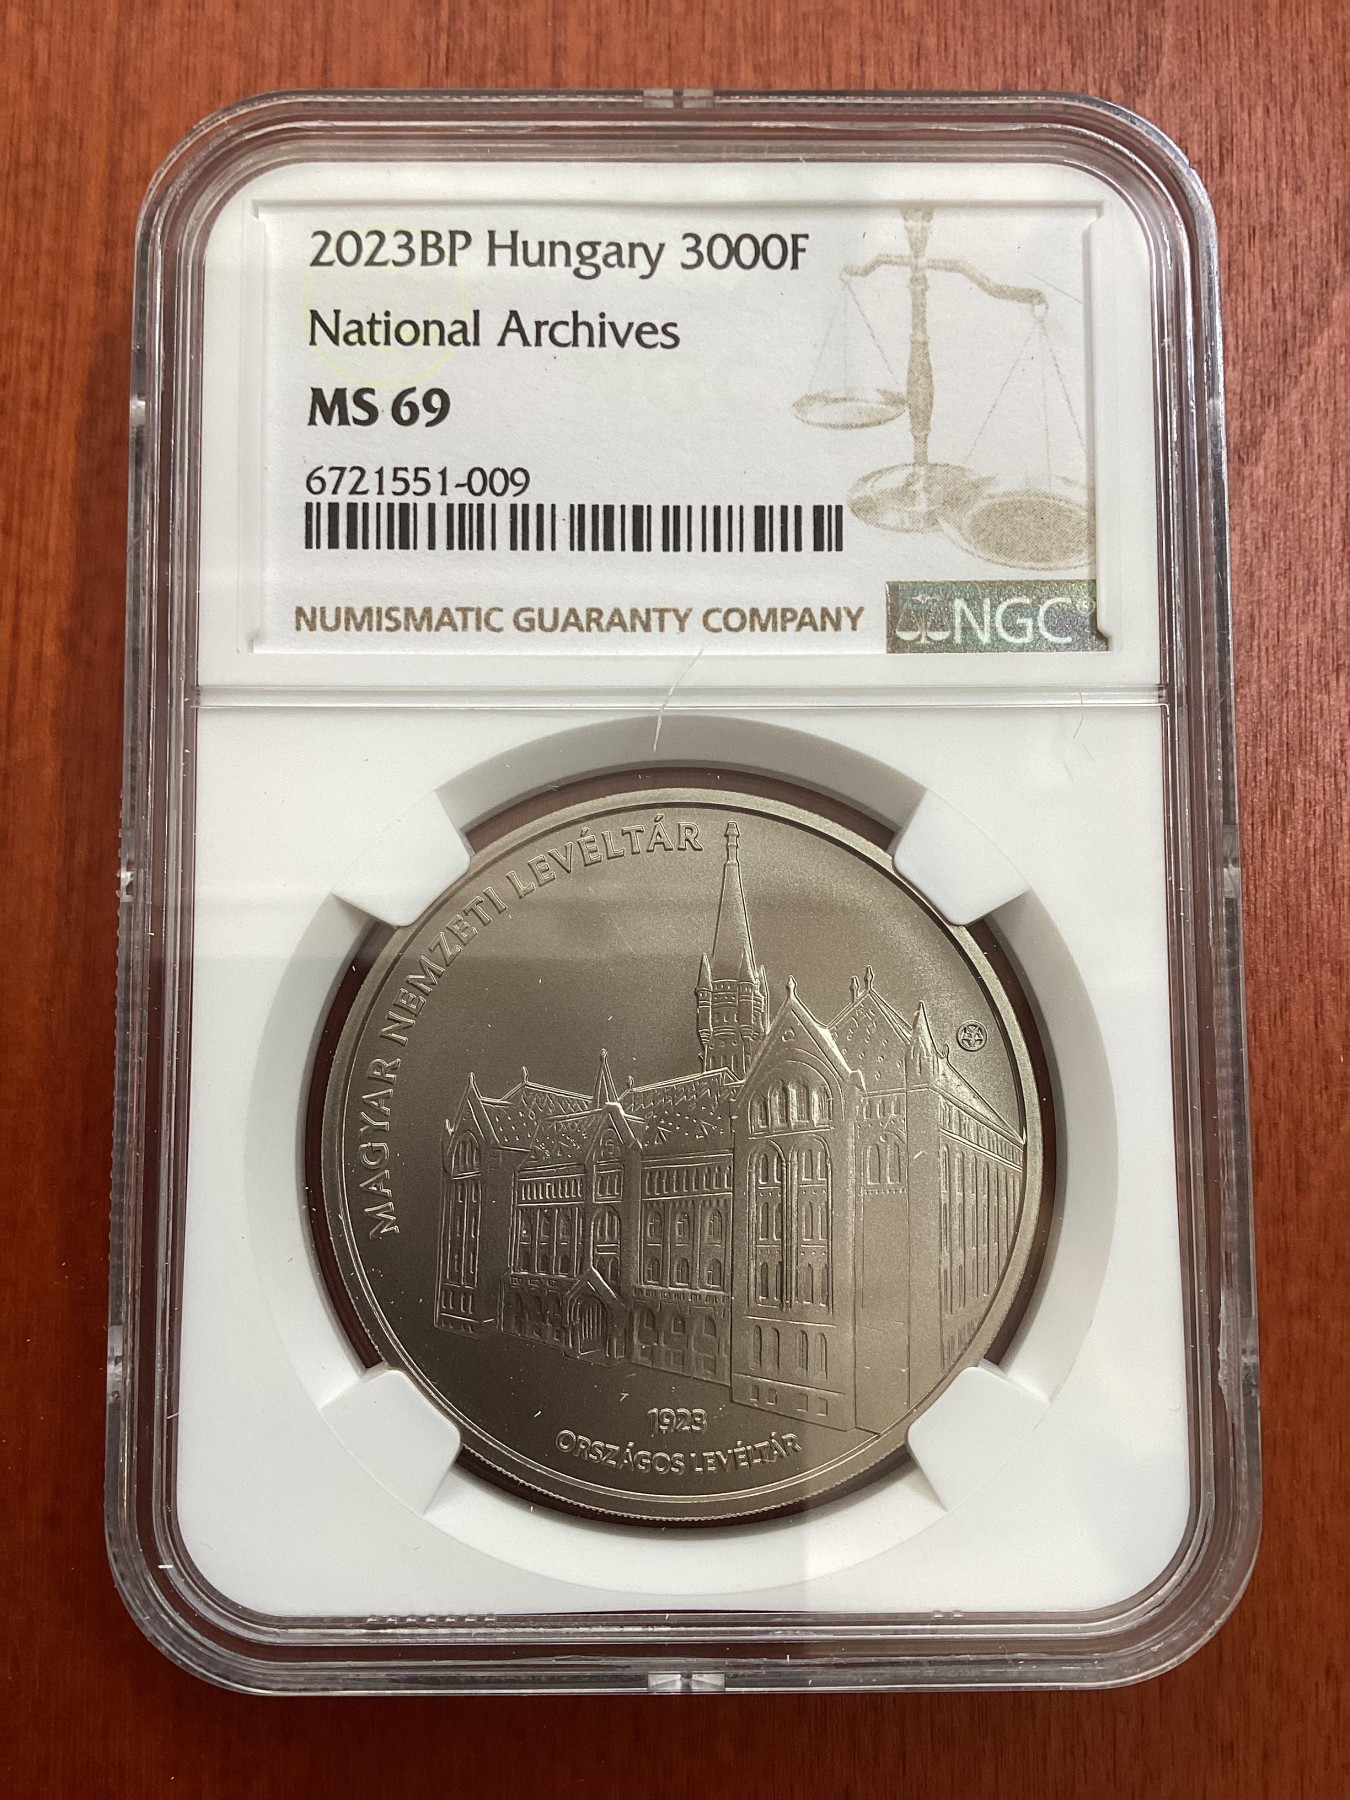 2023BP Hungary 3000F
National Archives
MS 69
6721551-009
NUMISMATIC GUARANTY COMPANY
NGC
MAGYAR NEMZETI LEVÉLTÁR
1923
ORSZÁGOS LEVÉLTÁR